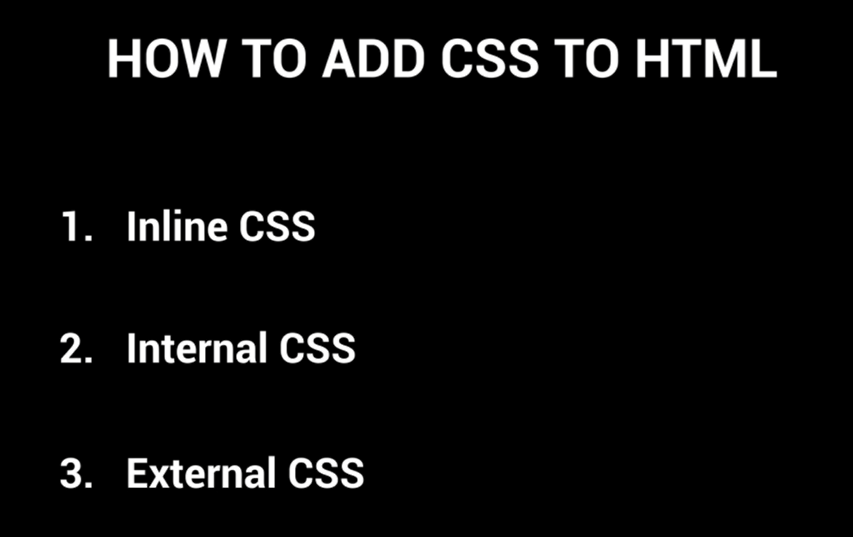 HOW TO ADD CSS TO HTML
1. Inline CSS
2. Internal CSS
3. External CSS